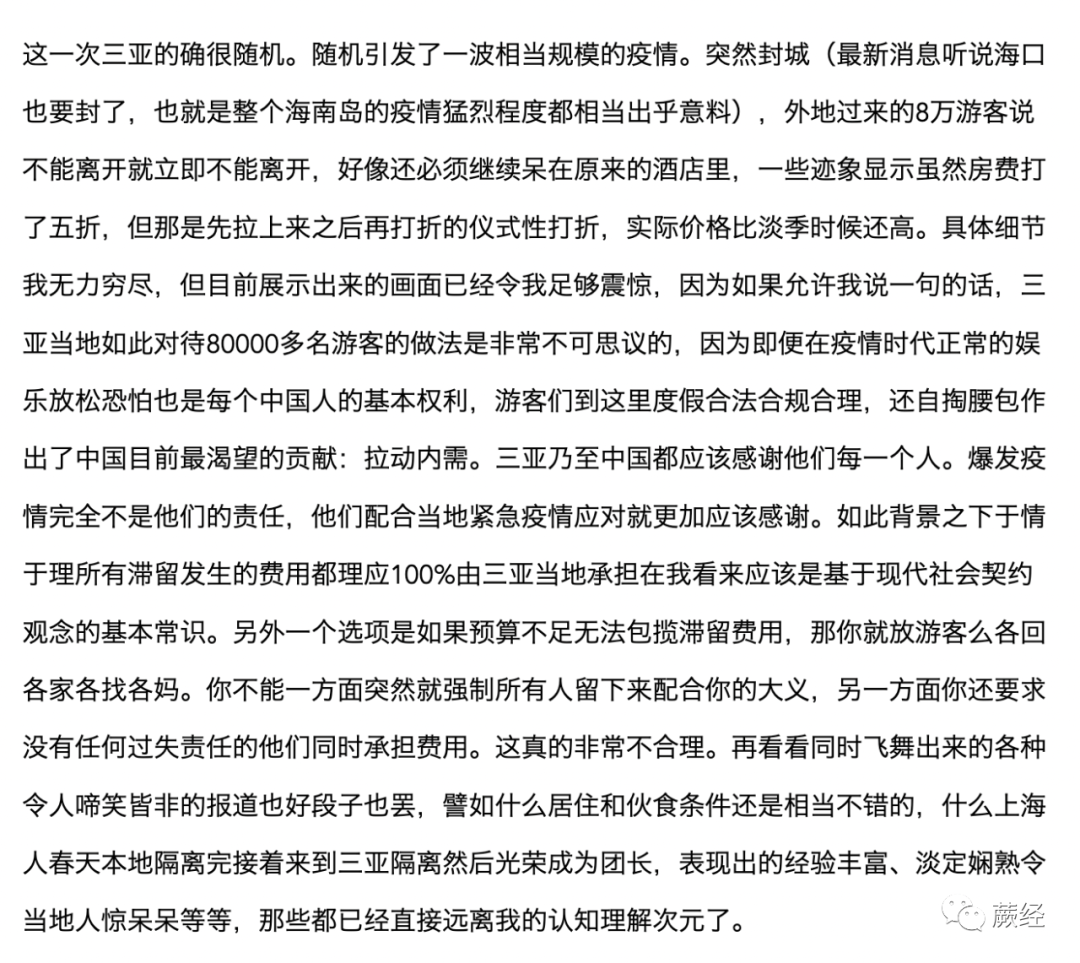 这一次三亚的确很随机。随机引发了一波相当规模的疫情。突然封城（最新消息听说海口
也要封了，也就是整个海南岛的疫情猛烈程度都相当出乎意料），外地过来的8万游客说
不能离开就立即不能离开，好像还必须继续呆在原来的酒店里，一些迹象显示虽然房费打
了五折，但那是先拉上来之后再打折的仪式性打折，实际价格比淡季时候还高。具体细节
我无力穷尽，但目前展示出来的画面已经令我足够震惊，因为如果允许我说一句的话，三
亚当地如此对待80000多名游客的做法是非常不可思议的，因为即便在疫情时代正常的娱
乐放松恐怕也是每个中国人的基本权利，游客们到这里度假合法合规合理，还自掏腰包作
出了中国目前最渴望的贡献：拉动内需。三亚乃至中国都应该感谢他们每一个人。爆发疫
情完全不是他们的责任，他们配合当地紧急疫情应对就更加应该感谢。如此背景之下于情
于理所有滞留发生的费用都理应100%由三亚当地承担在我看来应该是基于现代社会契约
观念的基本常识。另外一个选项是如果预算不足无法包揽滞留费用，那你就放游客么各回
各家各找各妈。你不能一方面突然就强制所有人留下来配合你的大义，另一方面你还要求
没有任何过失责任的他们同时承担费用。这真的非常不合理。再看看同时飞舞出来的各种
令人啼笑皆非的报道也好段子也罢，譬如什么居住和伙食条件还是相当不错的，什么上海
人春天本地隔离完接着来到三亚隔离然后光荣成为团长，表现出的经验丰富、淡定娴熟令
当地人惊呆呆等等，那些都已经直接远离我的认知理解次元了。
蕨经